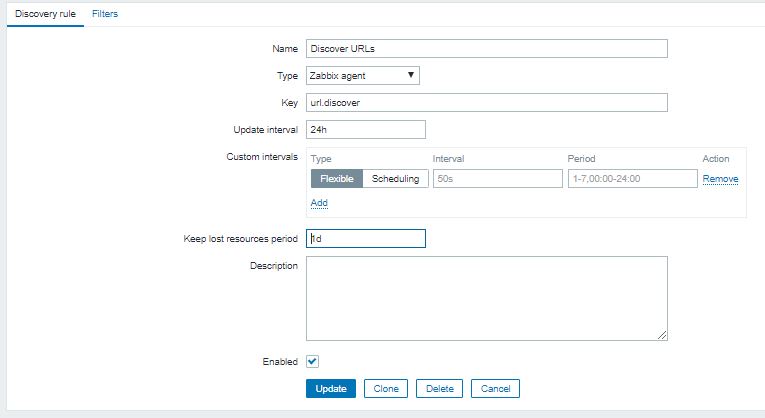 Discovery rule Filters
Name Discover URLs
Type Zabbix agent
Key url.discover
Update interval 24h
Custom intervals Type Interval Period Action
Flexible Scheduling 50s 1-7,00:00-24:00 Remove
Add
Keep lost resources period 1d
Description
Enabled
Update Clone Delete Cancel